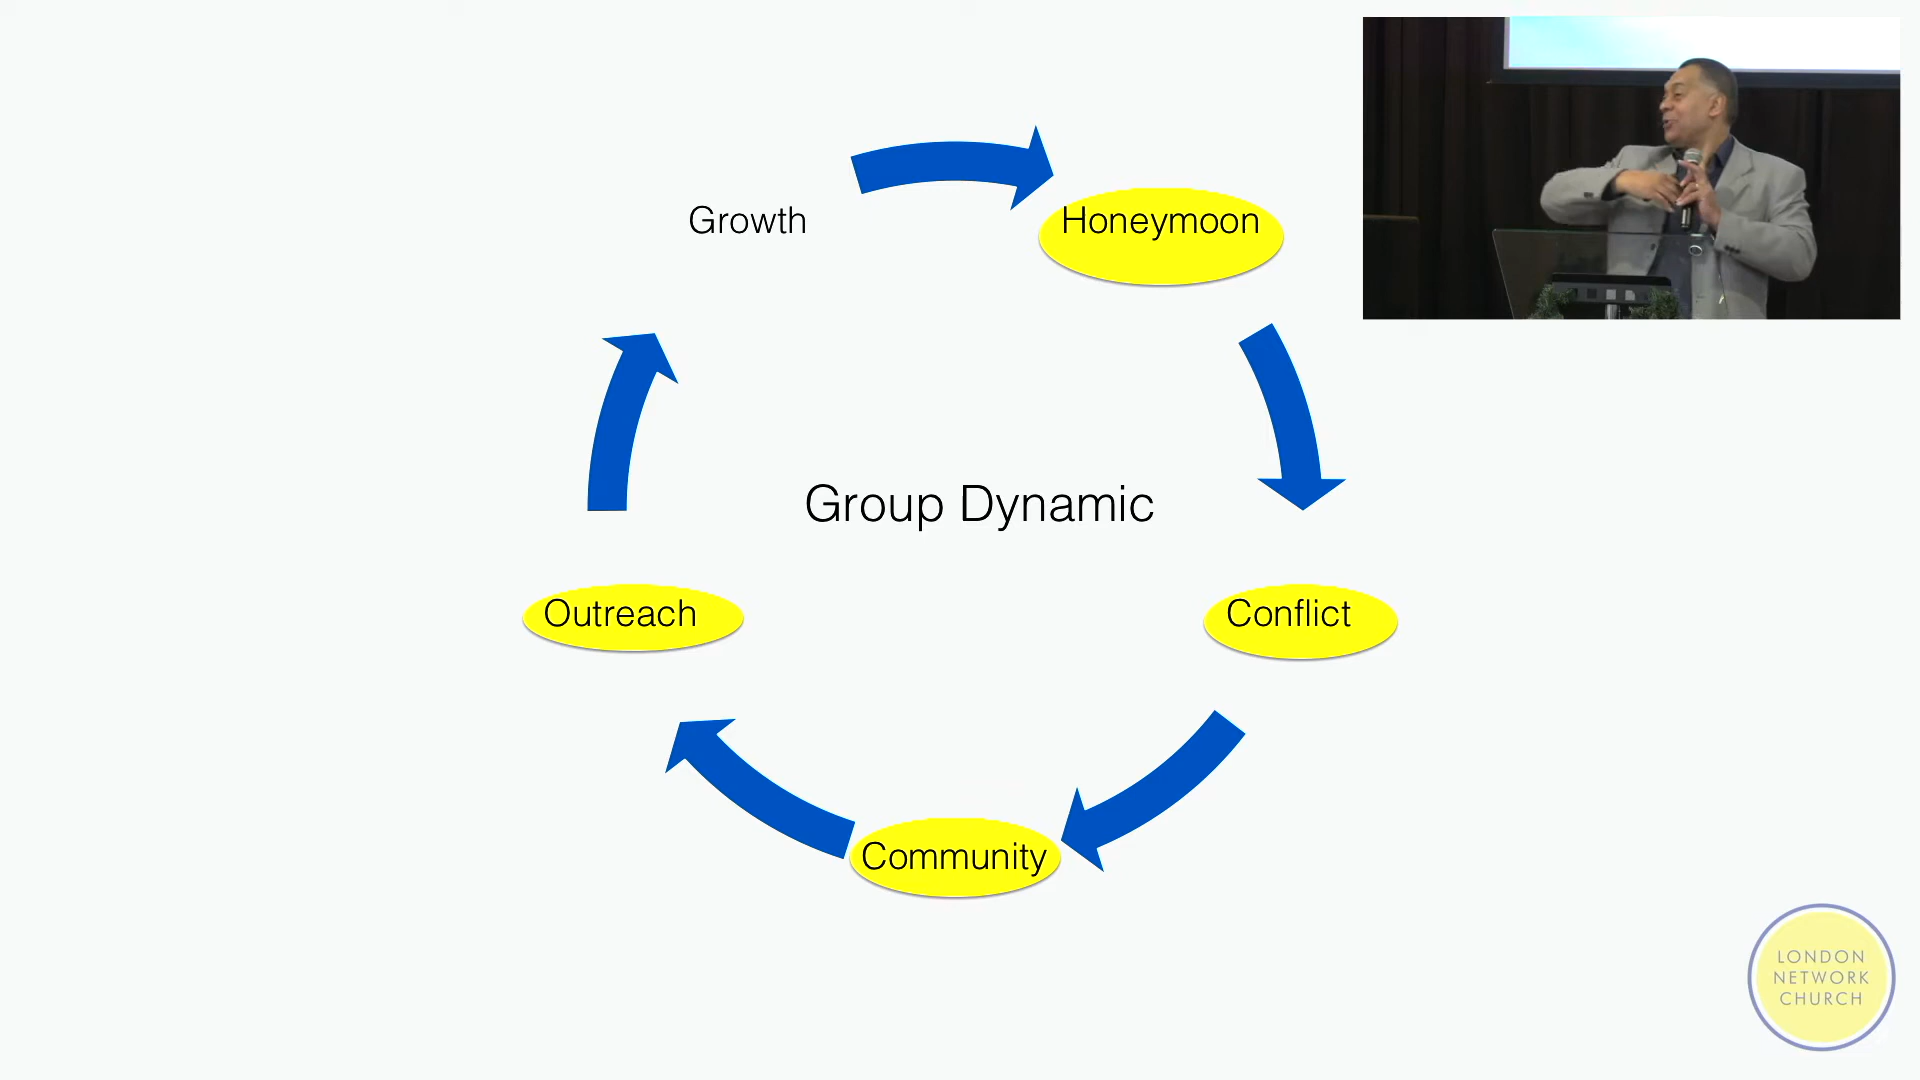 Growth
Honeymoon
Group Dynamic
Outreach
Conflict
Community
LONDON
NETWORK
CHURCH